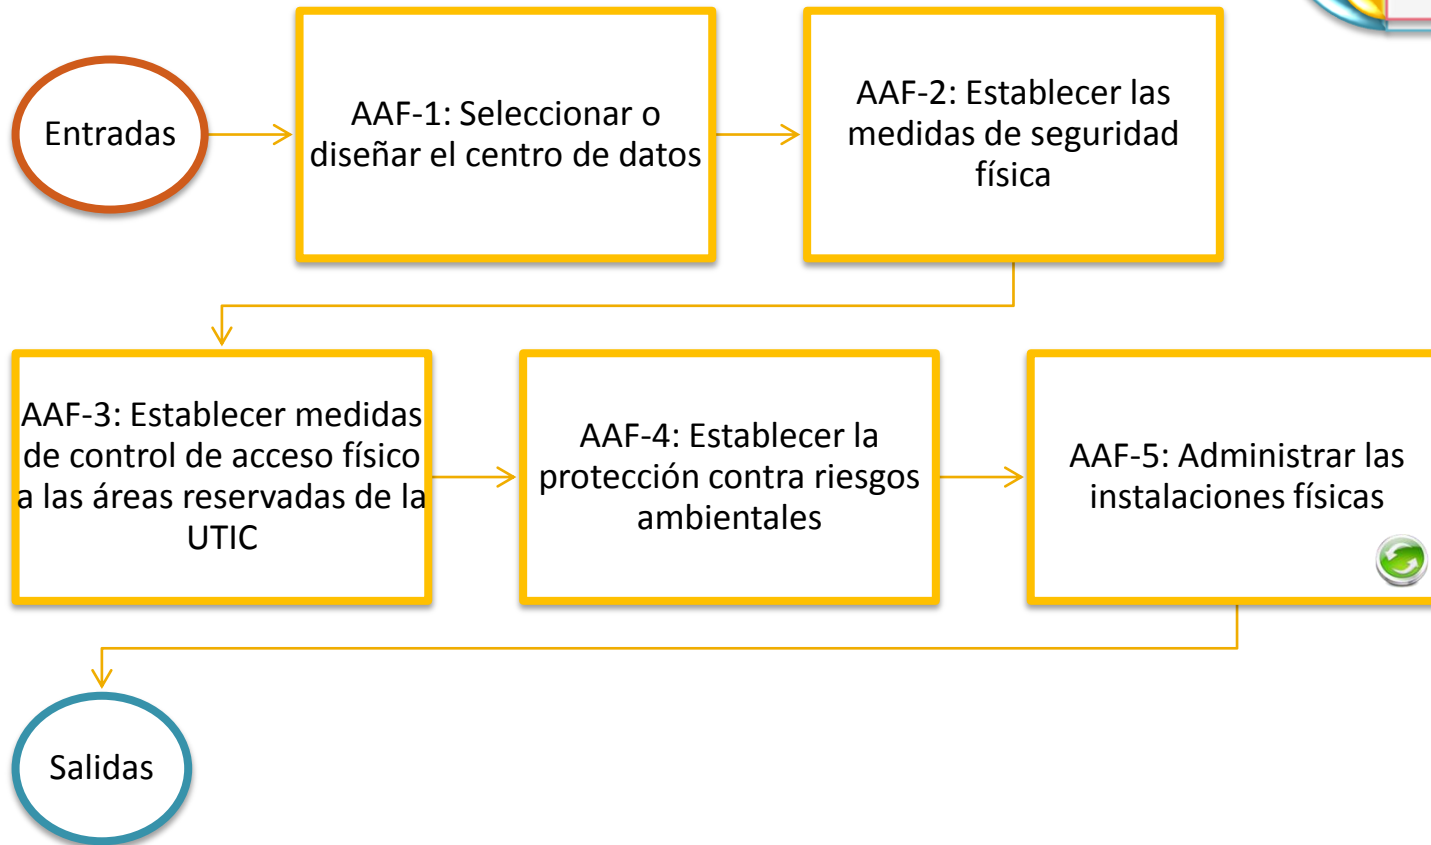 Entradas
AAF-1: Seleccionar o
diseñar el centro de datos
AAF-2: Establecer las
medidas de seguridad
física
AAF-3: Establecer medidas
de control de acceso físico
a las áreas reservadas de la
UTIC
AAF-4: Establecer la
protección contra riesgos
ambientales
AAF-5: Administrar las
instalaciones físicas
Salidas